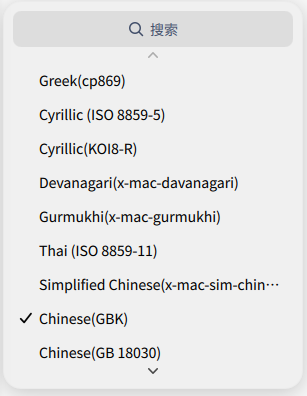 搜索
Greek(cp869)
Cyrillic (ISO 8859-5)
Cyrillic(KOI8-R)
Devanagari(x-mac-davanagari)
Gurmukhi(x-mac-gurmukhi)
Thai (ISO 8859-11)
Simplified Chinese(x-mac-sim-chin⋯
Chinese(GBK)
Chinese(GB 18030)